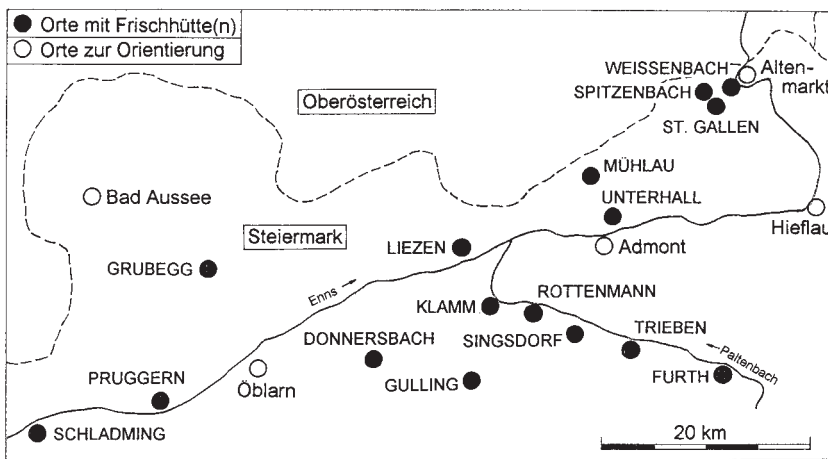 Orte mit Frischhütte(n)
Orte zur Orientierung
WEISSENBACH
Alten-
markt
SPITZENBACH
Oberösterreich
ST. GALLEN
MÜHLAU
Bad Aussee
UNTERHALL
Hieflau
Steiermark
LIEZEN
Admont
GRUBEGG
Enns
KLAMM
ROTTENMANN
DONNERSBACH
SINGSDORF
TRIEBEN
Paltenbach
PRUGGERN
Öblarn
GULLING
FURTH
SCHLADMING
20 km